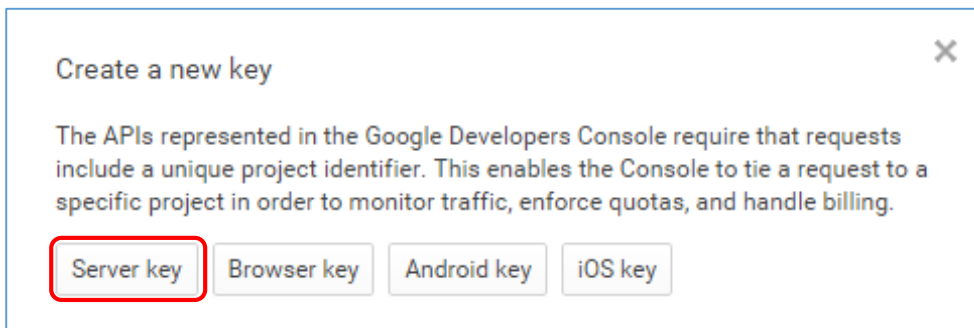 Create a new key
The APIs represented in the Google Developers Console require that requests
include a unique project identifier. This enables the Console to tie a request to a
specific project in order to monitor traffic, enforce quotas, and handle billing.
Server key Browser key Android key iOS key